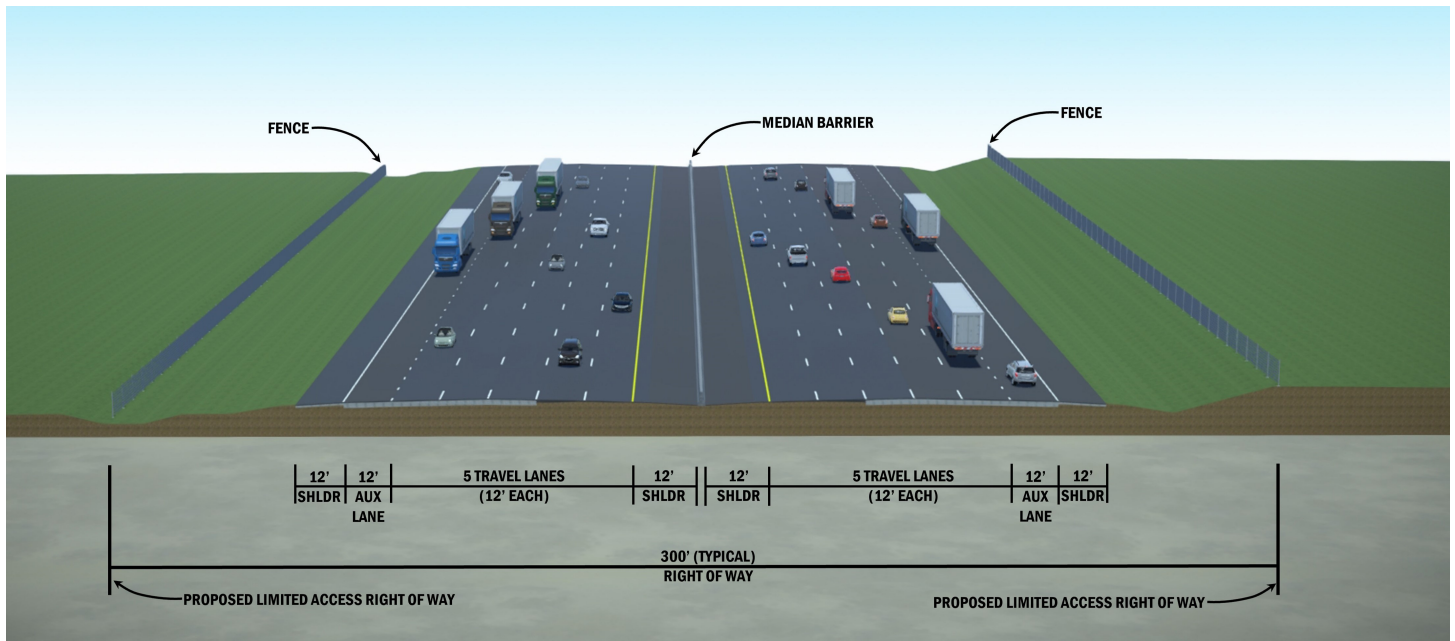 FENCE
MEDIAN BARRIER
FENCE
12’ 12’ 5 TRAVEL LANES 12’ 12’ 5 TRAVEL LANES 12’ 12’
SHLDR AUX (12’ EACH) SHLDR SHLDR (12’ EACH) AUX SHLDR
LANE LANE
300’ (TYPICAL)
RIGHT OF WAY
PROPOSED LIMITED ACCESS RIGHT OF WAY
PROPOSED LIMITED ACCESS RIGHT OF WAY